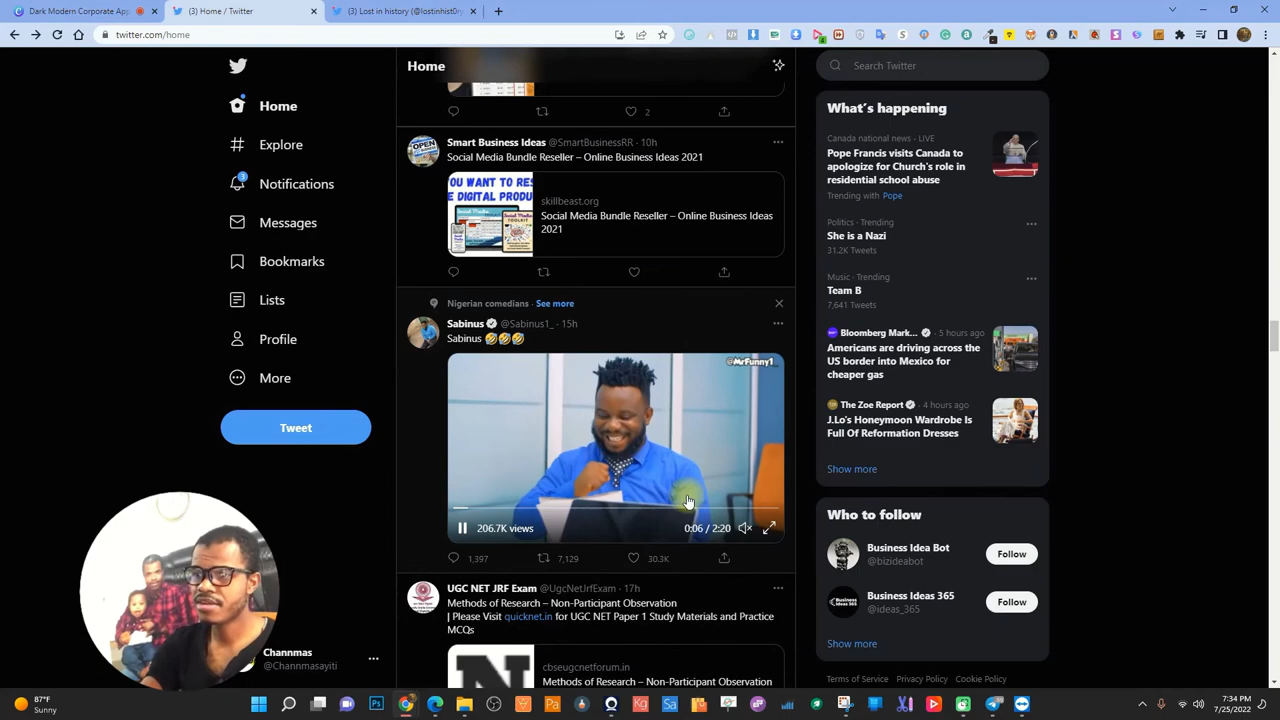 Dark Modern Corporate App
Home / Twitter
(3) Lost in history (@lostinhist0ry
twitter.com/home
Home
Explore
Notifications
3
Messages
Bookmarks
Lists
Profile
More
Tweet
Channmas
@Channmasayiti
Home
2
Smart Business Ideas @SmartBusinessRR · 10h
Social Media Bundle Reseller – Online Business Ideas 2021
YOU WANT TO RES
E DIGITAL PRODU
skillbeast.org
Social Media Bundle Reseller – Online Business Ideas
2021
Nigerian comedians · See more
Sabinus @Sabinus1_ · 15h
Sabinus 🤣🤣🤣
@MrFunny1_
206.7K views
0:06 / 2:20
1,397
7,129
30.3K
UGC NET JRF Exam @UgcNetJrfExam · 17h
Methods of Research – Non-Participant Observation
| Please Visit quicknet.in for UGC NET Paper 1 Study Materials and Practice
MCQs
N
cbseugcnetforum.in
Methods of Research – Non-Participant Observation
Search Twitter
What's happening
Canada national news · LIVE
Pope Francis visits Canada to
apologize for Church's role in
residential school abuse
Trending with Pope
Politics · Trending
She is a Nazi
31.2K Tweets
Music · Trending
Team B
7,641 Tweets
Bloomberg Mark... · 5 hours ago
Americans are driving across the
US border into Mexico for
cheaper gas
The Zoe Report · 4 hours ago
J.Lo's Honeymoon Wardrobe Is
Full Of Reformation Dresses
Show more
Who to follow
Business Idea Bot
@bizideabot
Follow
Business Ideas 365
@ideas_365
Follow
Show more
Terms of Service Privacy Policy Cookie Policy
87°F
Sunny
7:34 PM
7/25/2022